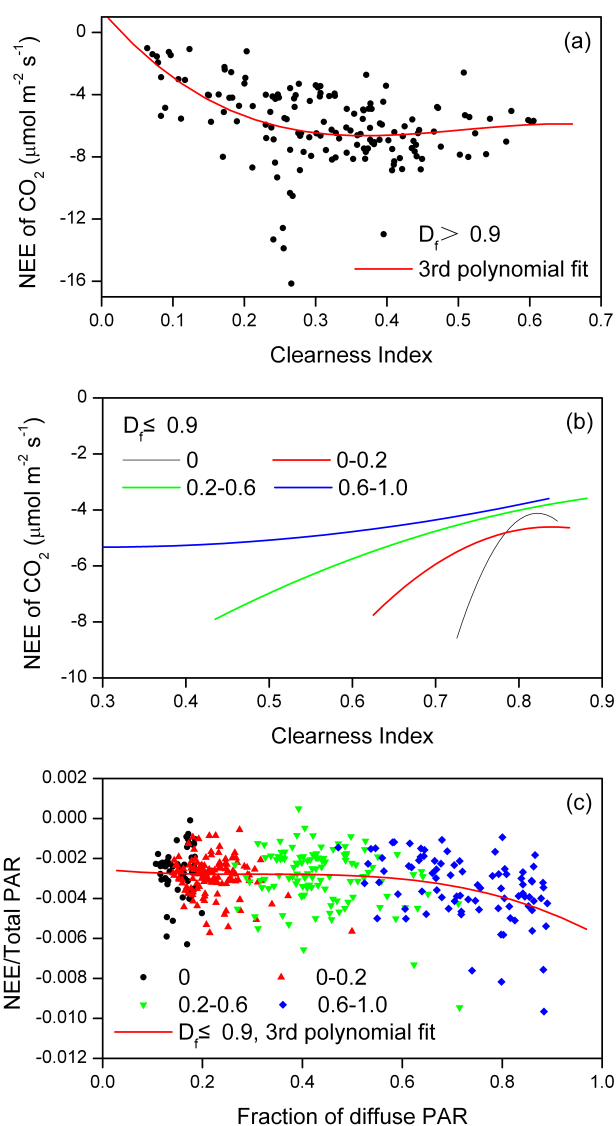 0
-4
-8
-12
-16
NEE of CO2 (μmol m-2 s-1)
(a)
Df> 0.9
3rd polynomial fit
0.0 0.1 0.2 0.3 0.4 0.5 0.6 0.7
Clearness Index
0
-2
-4
-6
-8
-10
NEE of CO2 (μmol m-2 s-1)
(b)
Df≤ 0.9
0 0-0.2
0.2-0.6 0.6-1.0
0.3 0.4 0.5 0.6 0.7 0.8 0.9
Clearness Index
0.002
0.000
-0.002
-0.004
-0.006
-0.008
-0.010
-0.012
NEE/Total PAR
(c)
0 0-0.2
0.2-0.6 0.6-1.0
Df≤ 0.9, 3rd polynomial fit
0.0 0.2 0.4 0.6 0.8 1.0
Fraction of diffuse PAR